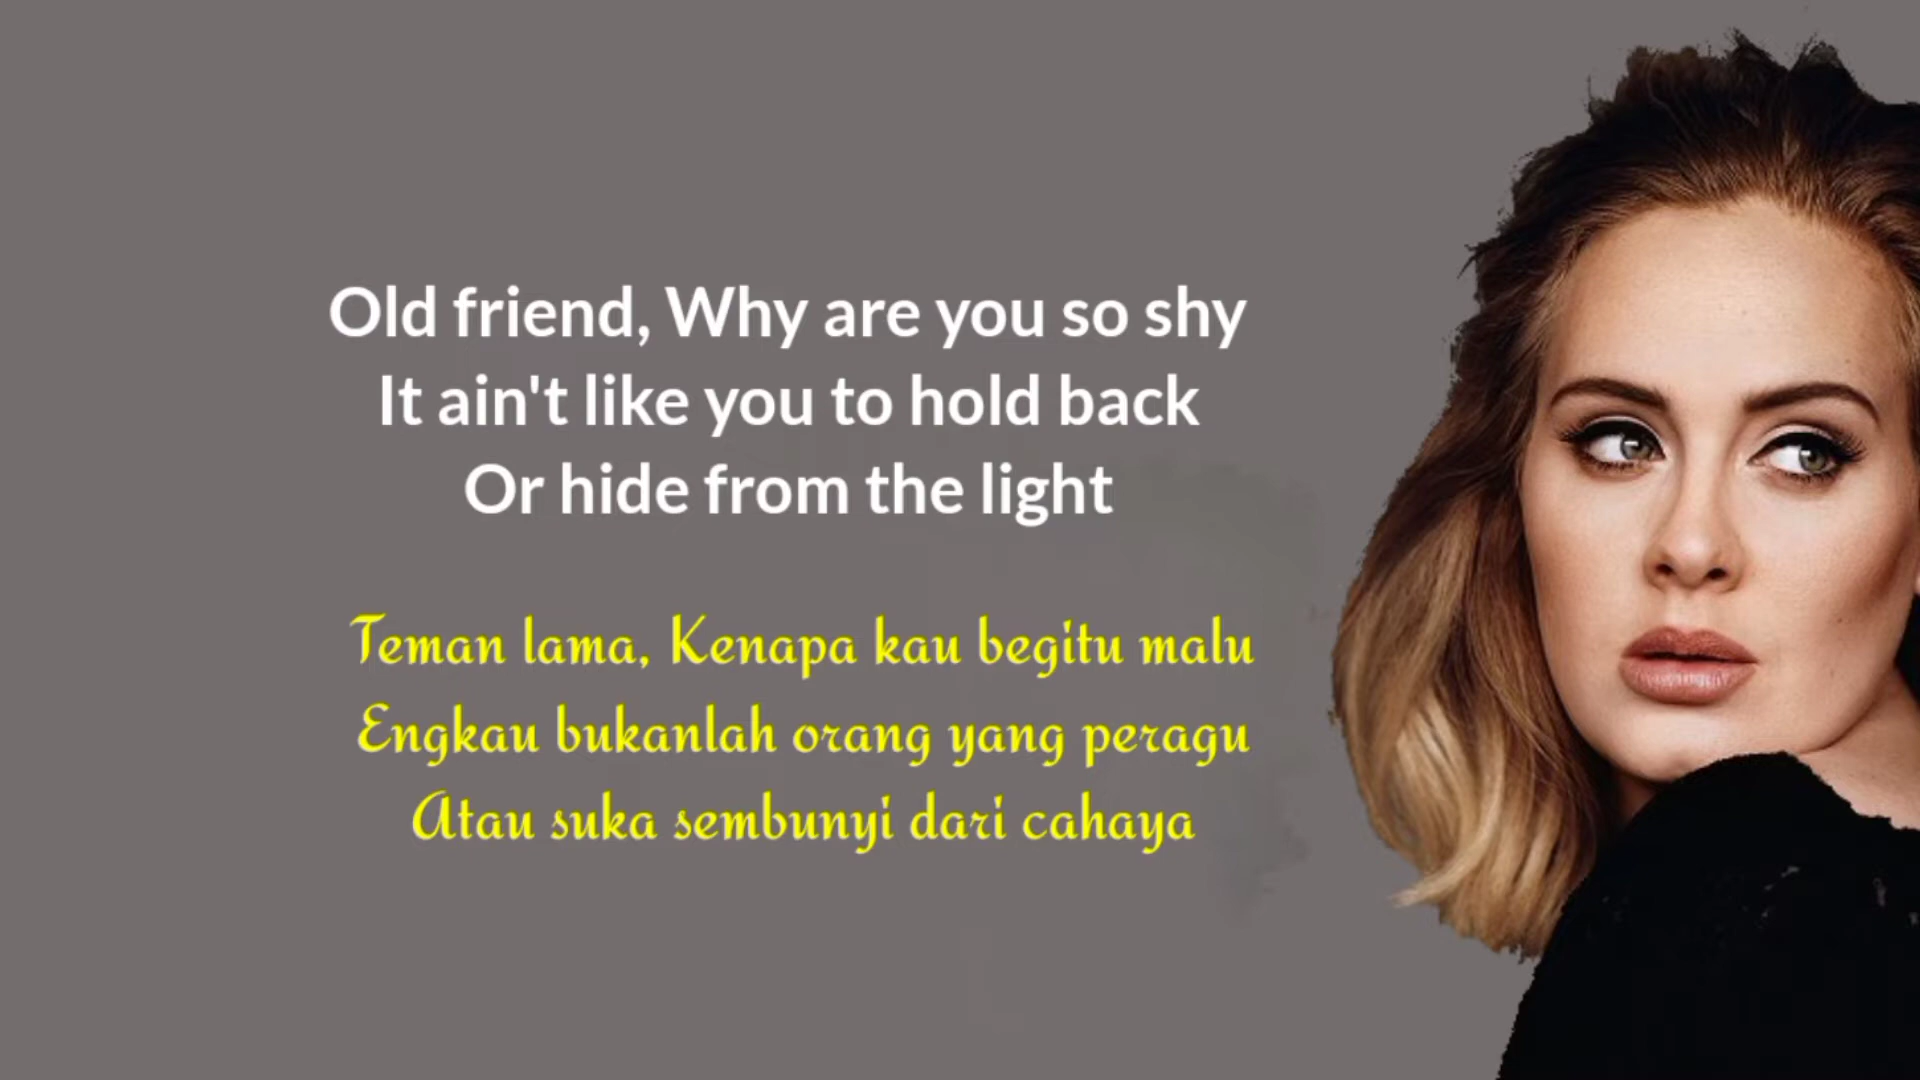 Old friend, Why are you so shy
It ain't like you to hold back
Or hide from the light
Teman lama, Kenapa kau begitu malu
Engkau bukanlah orang yang peragu
Atau suka sembunyi dari cahaya